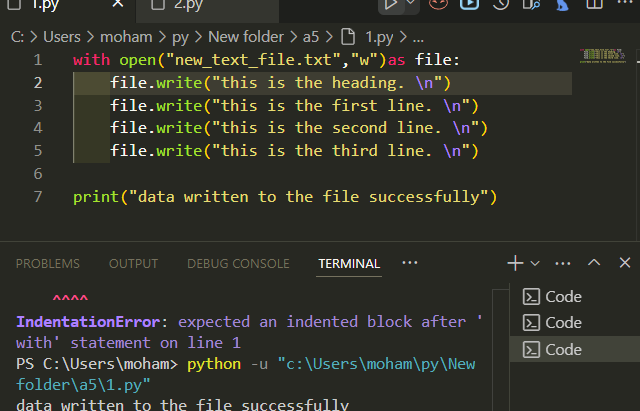 1.py
2.py
C: > Users > moham > py > New folder > a5 > 1.py > ...
1 with open("new_text_file.txt","w")as file:
2 file.write("this is the heading. \n")
3 file.write("this is the first line. \n")
4 file.write("this is the second line. \n")
5 file.write("this is the third line. \n")
6
7 print("data written to the file successfully")
PROBLEMS OUTPUT DEBUG CONSOLE TERMINAL ...
^^^^
IndentationError: expected an indented block after '
with' statement on line 1
PS C:\Users\moham> python -u "c:\Users\moham\py\New
folder\a5\1.py"
data written to the file successfully
Code
Code
Code